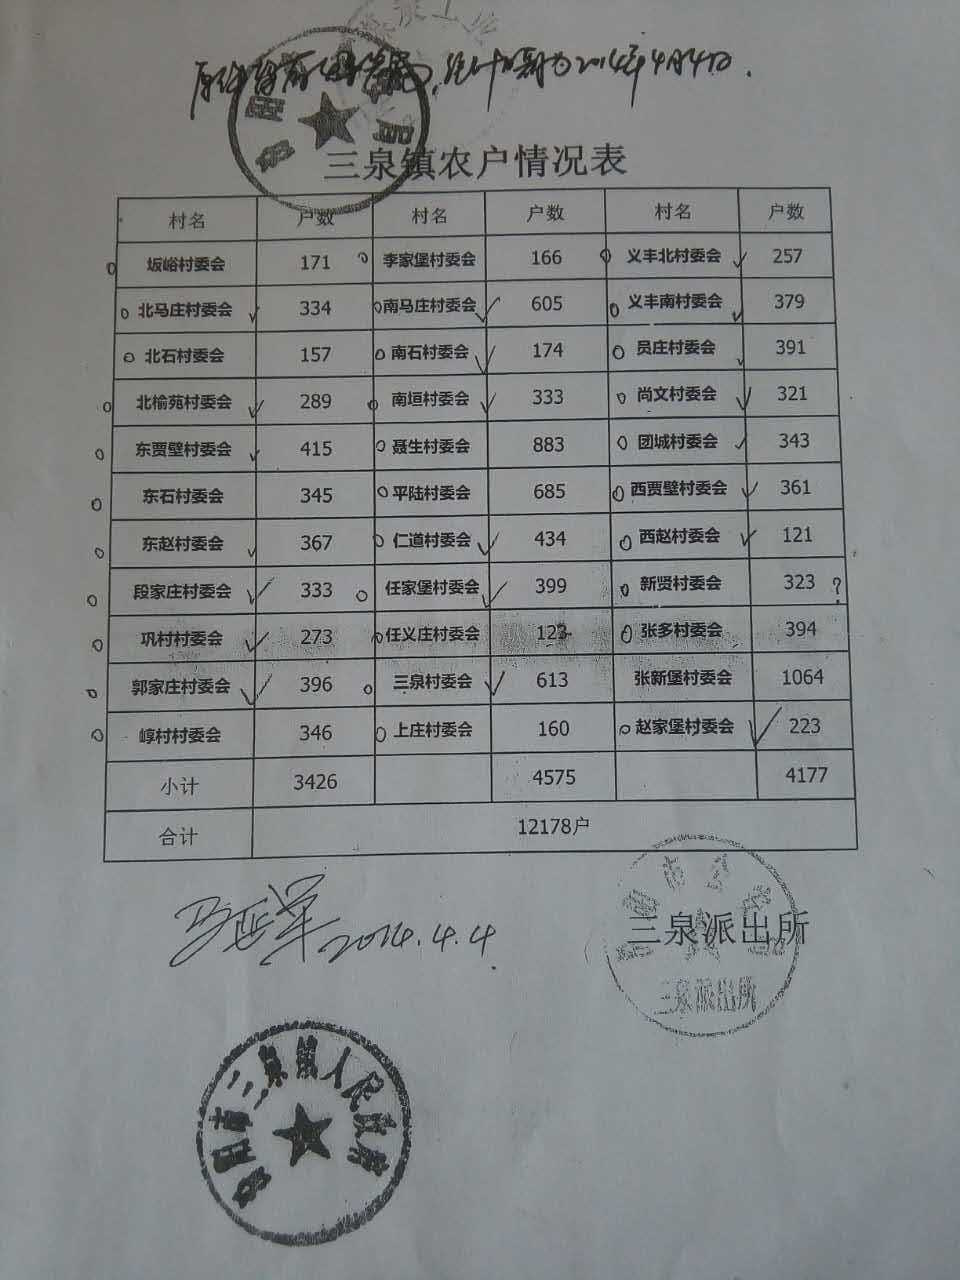 统计日期为2014年4月4日.
三泉镇农户情况表
村名 户数 村名 户数 村名 户数
坂峪村委会 171 李家堡村委会 166 义丰北村委会 257
北马庄村委会 334 南马庄村委会 605 义丰南村委会 379
北石村委会 157 南石村委会 174 员庄村委会 391
北榆苑村委会 289 南垣村委会 333 尚文村委会 321
东贾壁村委会 415 聂生村委会 883 团城村委会 343
东石村委会 345 平陆村委会 685 西贾壁村委会 361
东赵村委会 367 仁道村委会 434 西赵村委会 121
段家庄村委会 333 任家堡村委会 399 新贤村委会 323 ?
巩村村委会 273 任义庄村委会 123 张多村委会 394
郭家庄村委会 396 三泉村委会 613 张新堡村委会 1064
崞村村委会 346 上庄村委会 160 赵家堡村委会 223
小计 3426 4575 4177
合计 12178户
马延军 2014.4.4
三泉派出所
三泉派出所
汾阳市三泉镇人民政府